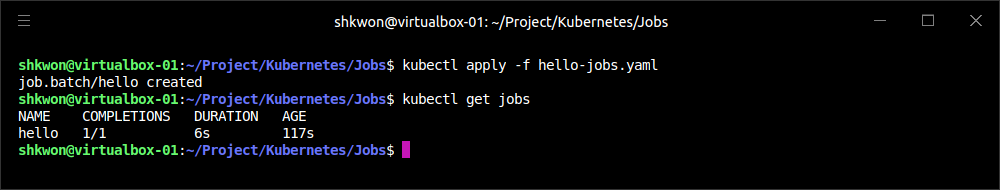 shkwon@virtualbox-01: ~/Project/Kubernetes/Jobs
shkwon@virtualbox-01:~/Project/Kubernetes/Jobs$ kubectl apply -f hello-jobs.yaml
job.batch/hello created
shkwon@virtualbox-01:~/Project/Kubernetes/Jobs$ kubectl get jobs
NAME    COMPLETIONS   DURATION   AGE
hello   1/1           6s         117s
shkwon@virtualbox-01:~/Project/Kubernetes/Jobs$